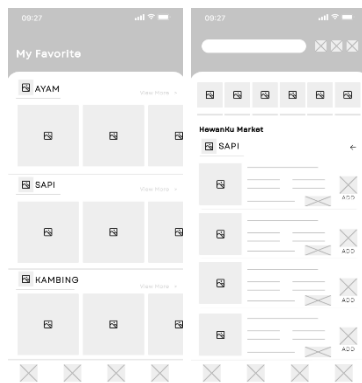 09:27
My Favorite
AYAM
View More
SAPI
View More
KAMBING
View More
09:27
HewanKu Market
SAPI
ADD
ADD
ADD
ADD